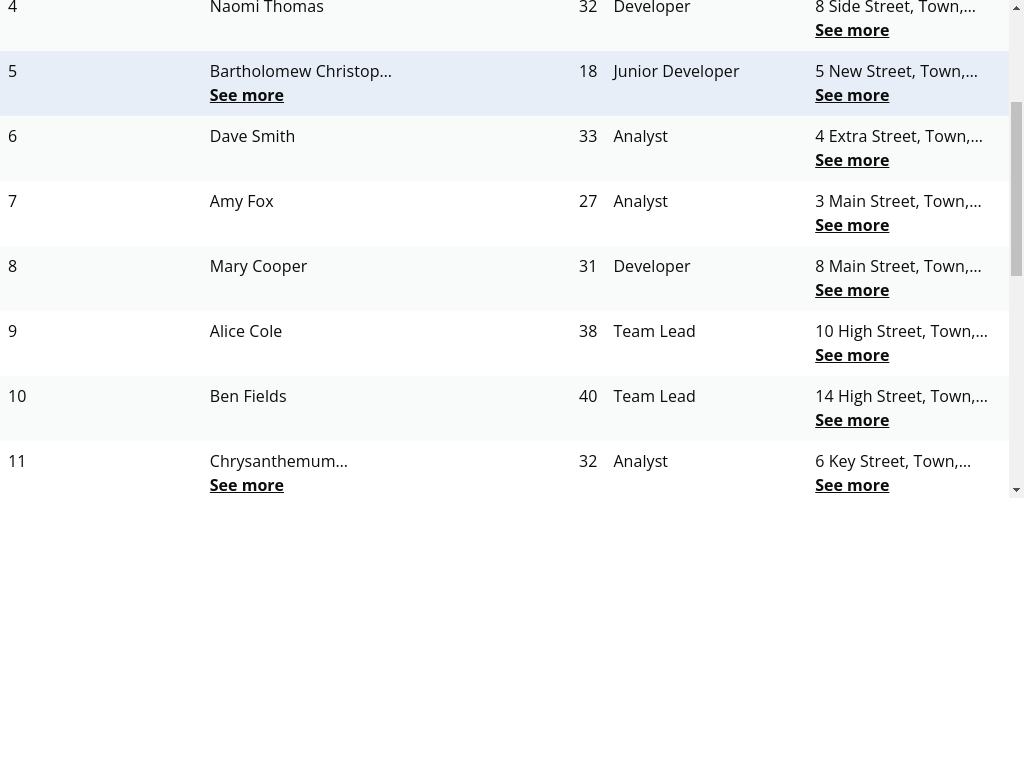 4 Naomi Thomas 32 Developer 8 Side Street, Town,...
See more
5 Bartholomew Christop... 18 Junior Developer 5 New Street, Town,...
See more See more
6 Dave Smith 33 Analyst 4 Extra Street, Town,...
See more
7 Amy Fox 27 Analyst 3 Main Street, Town,...
See more
8 Mary Cooper 31 Developer 8 Main Street, Town,...
See more
9 Alice Cole 38 Team Lead 10 High Street, Town,...
See more
10 Ben Fields 40 Team Lead 14 High Street, Town,...
See more
11 Chrysanthemum... 32 Analyst 6 Key Street, Town,...
See more See more